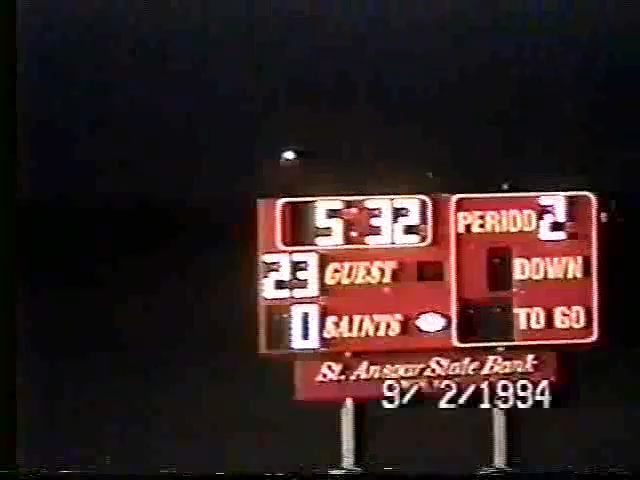 5:32
PERIOD 2
23 GUEST
DOWN
0 SAINTS
TO GO
St. Ansgar State Bank
9/ 2/1994